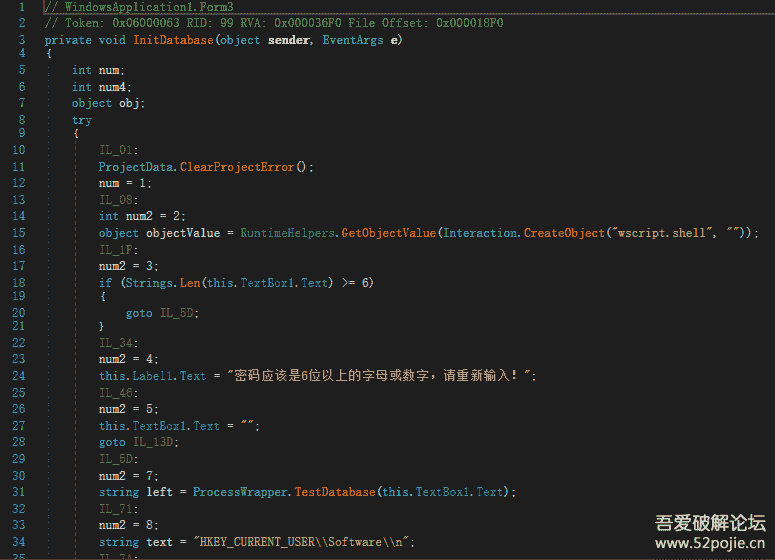 1 // WindowsApplication1.Form3
2 // Token: 0x06000063 RID: 99 RVA: 0x000036F0 File Offset: 0x000018F0
3 private void InitDatabase(object sender, EventArgs e)
4 {
5 int num;
6 int num4;
7 object obj;
8 try
9 {
10 IL_01:
11 ProjectData.ClearProjectError();
12 num = 1;
13 IL_08:
14 int num2 = 2;
15 object objectValue = RuntimeHelpers.GetObjectValue(Interaction.CreateObject("wscript.shell", ""));
16 IL_1F:
17 num2 = 3;
18 if (Strings.Len(this.TextBox1.Text) >= 6)
19 {
20 goto IL_5D;
21 }
22 IL_34:
23 num2 = 4;
24 this.Label1.Text = "密码应该是6位以上的字母或数字，请重新输入！";
25 IL_46:
26 num2 = 5;
27 this.TextBox1.Text = "";
28 goto IL_13D;
29 IL_5D:
30 num2 = 7;
31 string left = ProcessWrapper.TestDatabase(this.TextBox1.Text);
32 IL_71:
33 num2 = 8;
34 string text = "HKEY_CURRENT_USER\\Software\\n";
35
吾爱破解论坛
www.52pojie.cn